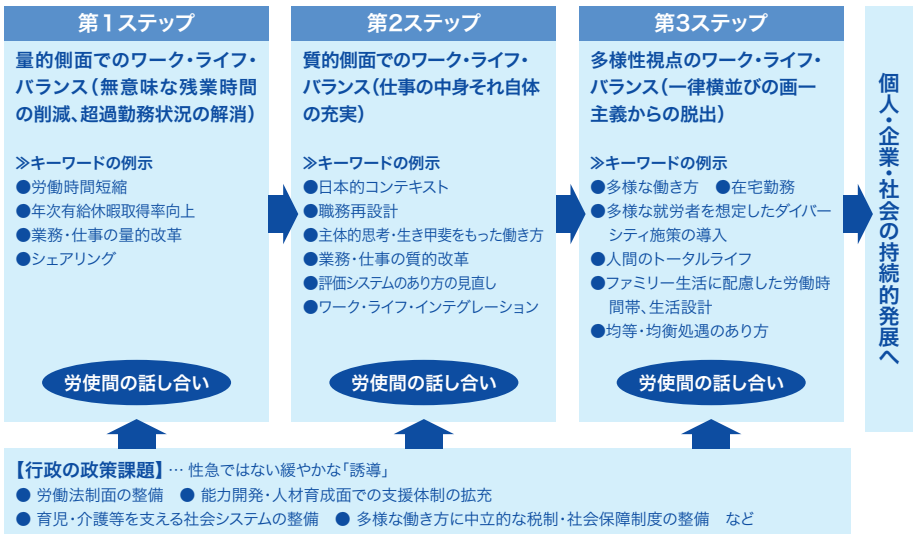 第1ステップ
量的側面でのワーク・ライフ・
バランス（無意味な残業時間
の削減、超過勤務状況の解消）
≫キーワードの例示
●労働時間短縮
●年次有給休暇取得率向上
●業務・仕事の量的改革
●シェアリング
労使間の話し合い
第2ステップ
質的側面でのワーク・ライフ・
バランス（仕事の中身それ自体
の充実）
≫キーワードの例示
●日本的コンテキスト
●職務再設計
●主体的思考・生き甲斐をもった働き方
●業務・仕事の質的改革
●評価システムのあり方の見直し
●ワーク・ライフ・インテグレーション
労使間の話し合い
第3ステップ
多様性視点のワーク・ライフ・
バランス（一律横並びの画一
主義からの脱出）
≫キーワードの例示
●多様な働き方　●在宅勤務
●多様な就労者を想定したダイバー
シティ施策の導入
●人間のトータルライフ
●ファミリー生活に配慮した労働時
間帯、生活設計
●均等・均衡処遇のあり方
労使間の話し合い
個人・企業・社会の持続的発展へ
【行政の政策課題】… 性急ではない緩やかな「誘導」
● 労働法制面の整備　● 能力開発・人材育成面での支援体制の拡充
● 育児・介護等を支える社会システムの整備　● 多様な働き方に中立的な税制・社会保障制度の整備　など